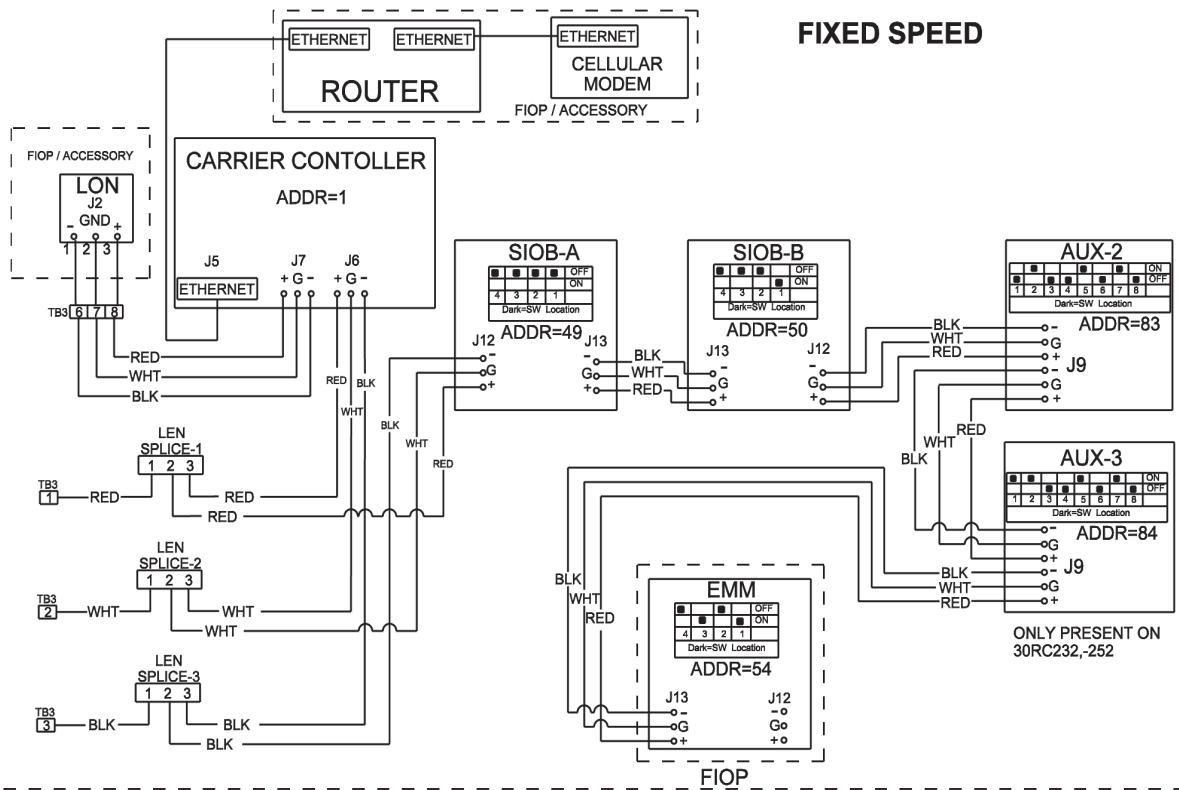 FIXED SPEED
ETHERNET
ETHERNET
ETHERNET
ROUTER
CELLULAR
MODEM
FIOP / ACCESSORY
FIOP / ACCESSORY
LON
J2
GND
- +
1 2 3
TB3 6 7 8
CARRIER CONTOLLER
ADDR=1
J5
ETHERNET
J7
+ G -
J6
+ G -
RED
WHT
BLK
RED
WHT
BLK
SIOB-A
OFF
ON
4 3 2 1
Dark=SW Location
ADDR=49
J12
-
G
+
J13
-
G
+
BLK
WHT
RED
BLK
WHT
RED
SIOB-B
OFF
ON
4 3 2 1
Dark=SW Location
ADDR=50
J13
-
G
+
J12
-
G
+
BLK
WHT
RED
AUX-2
ON
OFF
1 2 3 4 5 6 7 8
Dark=SW Location
ADDR=83
-
G
+
J9
-
G
+
RED
WHT
BLK
AUX-3
ON
OFF
1 2 3 4 5 6 7 8
Dark=SW Location
ADDR=84
-
G
+
J9
-
G
+
BLK
WHT
RED
ONLY PRESENT ON
30RC232,-252
LEN
SPLICE-1
1 2 3
TB3
1
RED
RED
RED
LEN
SPLICE-2
1 2 3
TB3
2
WHT
WHT
WHT
LEN
SPLICE-3
1 2 3
TB3
3
BLK
BLK
BLK
BLK
WHT
RED
EMM
OFF
ON
4 3 2 1
Dark=SW Location
ADDR=54
J13
-
G
+
J12
-
G
+
FIOP